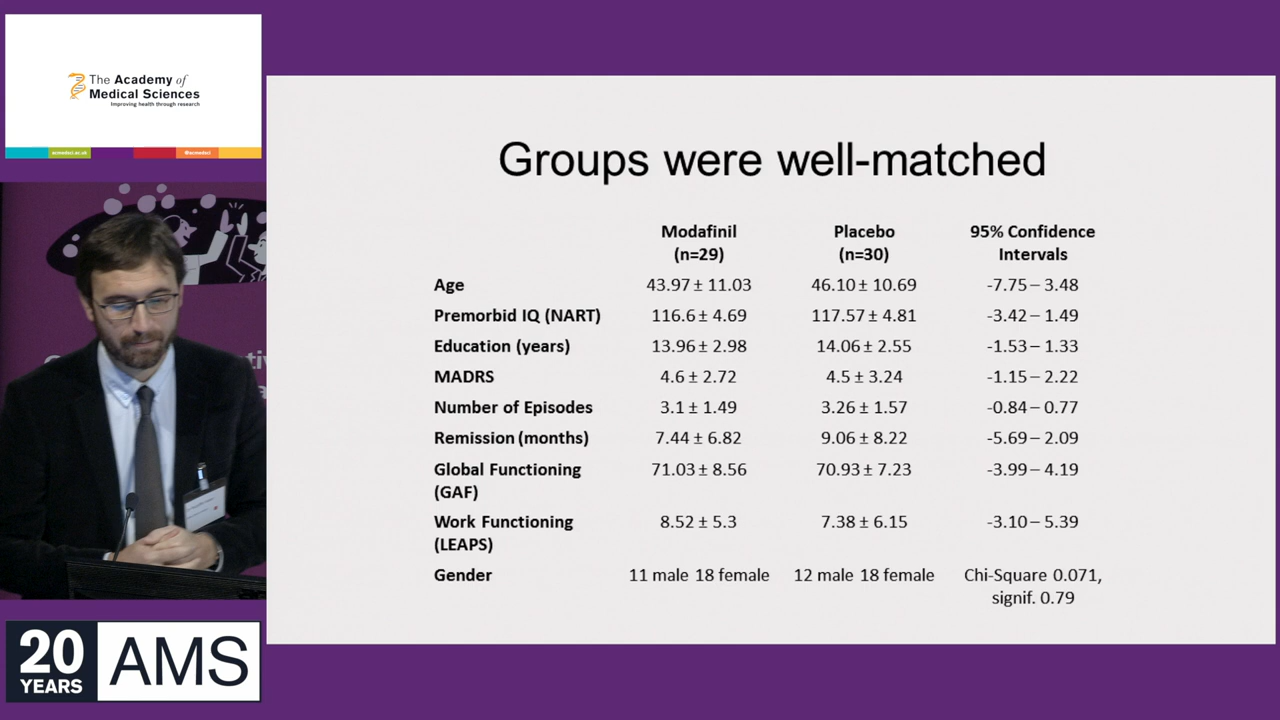 The Academy of
Medical Sciences
Improving health through research
acmedsci.ac.uk
@acmedsci
20
YEARS
AMS
Groups were well-matched
Modafinil
(n=29)
Placebo
(n=30)
95% Confidence
Intervals
Age 43.97 ± 11.03 46.10 ± 10.69 -7.75 – 3.48
Premorbid IQ (NART) 116.6 ± 4.69 117.57 ± 4.81 -3.42 – 1.49
Education (years) 13.96 ± 2.98 14.06 ± 2.55 -1.53 – 1.33
MADRS 4.6 ± 2.72 4.5 ± 3.24 -1.15 – 2.22
Number of Episodes 3.1 ± 1.49 3.26 ± 1.57 -0.84 – 0.77
Remission (months) 7.44 ± 6.82 9.06 ± 8.22 -5.69 – 2.09
Global Functioning 71.03 ± 8.56 70.93 ± 7.23 -3.99 – 4.19
(GAF)
Work Functioning 8.52 ± 5.3 7.38 ± 6.15 -3.10 – 5.39
(LEAPS)
Gender 11 male 18 female 12 male 18 female Chi-Square 0.071,
signif. 0.79